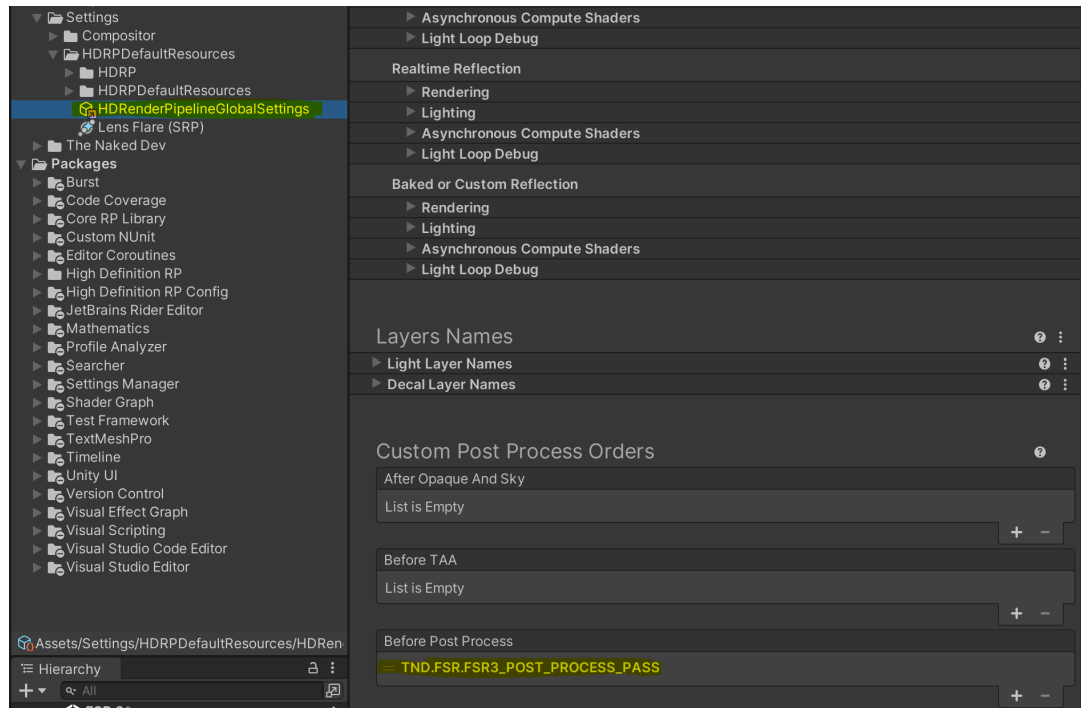 Settings
Compositor
HDRPDefaultResources
HDRP
HDRPDefaultResources
HDRenderPipelineGlobalSettings
Lens Flare (SRP)
The Naked Dev
Packages
Burst
Code Coverage
Core RP Library
Custom NUnit
Editor Coroutines
High Definition RP
High Definition RP Config
JetBrains Rider Editor
Mathematics
Profile Analyzer
Searcher
Settings Manager
Shader Graph
Test Framework
TextMeshPro
Timeline
Unity UI
Version Control
Visual Effect Graph
Visual Scripting
Visual Studio Code Editor
Visual Studio Editor
Assets/Settings/HDRPDefaultResources/HDRen
Hierarchy
All
Asynchronous Compute Shaders
Light Loop Debug
Realtime Reflection
Rendering
Lighting
Asynchronous Compute Shaders
Light Loop Debug
Baked or Custom Reflection
Rendering
Lighting
Asynchronous Compute Shaders
Light Loop Debug
Layers Names
Light Layer Names
Decal Layer Names
Custom Post Process Orders
After Opaque And Sky
List is Empty
Before TAA
List is Empty
Before Post Process
TND.FSR.FSR3_POST_PROCESS_PASS